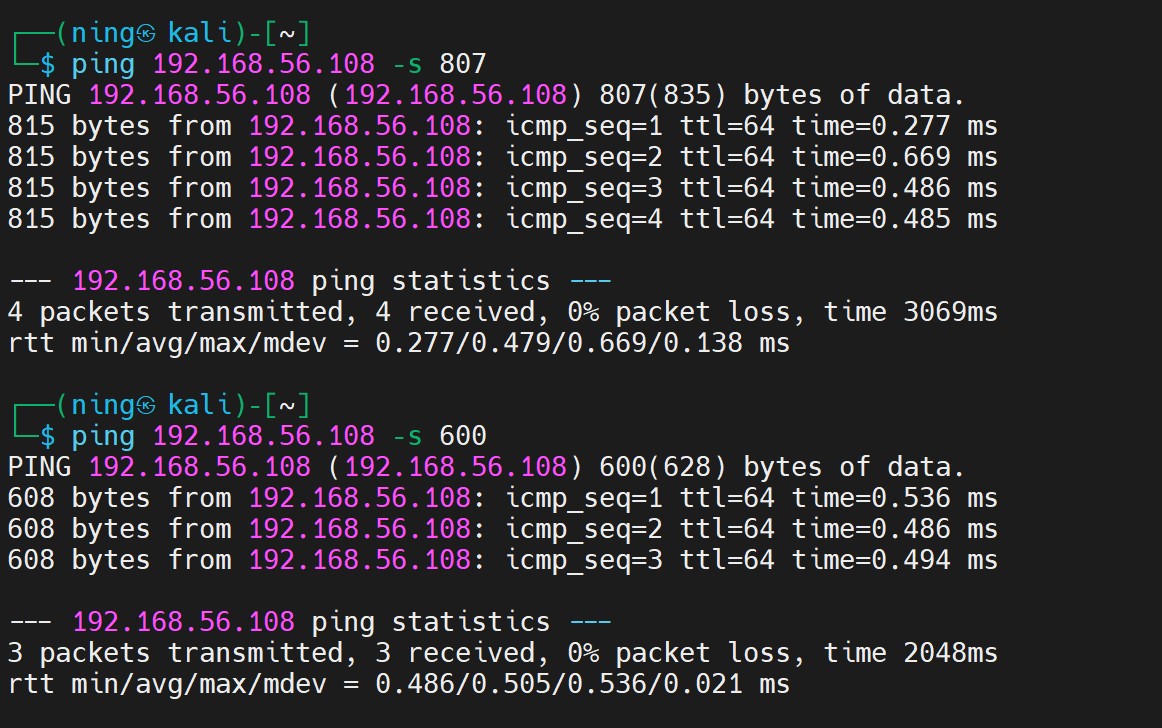 ┌──(ning㉿kali)-[~]
└─$ ping 192.168.56.108 -s 807
PING 192.168.56.108 (192.168.56.108) 807(835) bytes of data.
815 bytes from 192.168.56.108: icmp_seq=1 ttl=64 time=0.277 ms
815 bytes from 192.168.56.108: icmp_seq=2 ttl=64 time=0.669 ms
815 bytes from 192.168.56.108: icmp_seq=3 ttl=64 time=0.486 ms
815 bytes from 192.168.56.108: icmp_seq=4 ttl=64 time=0.485 ms
--- 192.168.56.108 ping statistics ---
4 packets transmitted, 4 received, 0% packet loss, time 3069ms
rtt min/avg/max/mdev = 0.277/0.479/0.669/0.138 ms
┌──(ning㉿kali)-[~]
└─$ ping 192.168.56.108 -s 600
PING 192.168.56.108 (192.168.56.108) 600(628) bytes of data.
608 bytes from 192.168.56.108: icmp_seq=1 ttl=64 time=0.536 ms
608 bytes from 192.168.56.108: icmp_seq=2 ttl=64 time=0.486 ms
608 bytes from 192.168.56.108: icmp_seq=3 ttl=64 time=0.494 ms
--- 192.168.56.108 ping statistics ---
3 packets transmitted, 3 received, 0% packet loss, time 2048ms
rtt min/avg/max/mdev = 0.486/0.505/0.536/0.021 ms